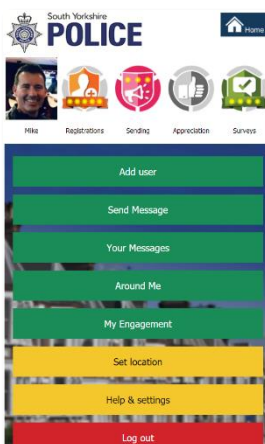 South Yorkshire
POLICE
Home
Mike Registrations Sending Appreciation Surveys
Add user
Send Message
Your Messages
Around Me
My Engagement
Set location
Help & settings
Log out